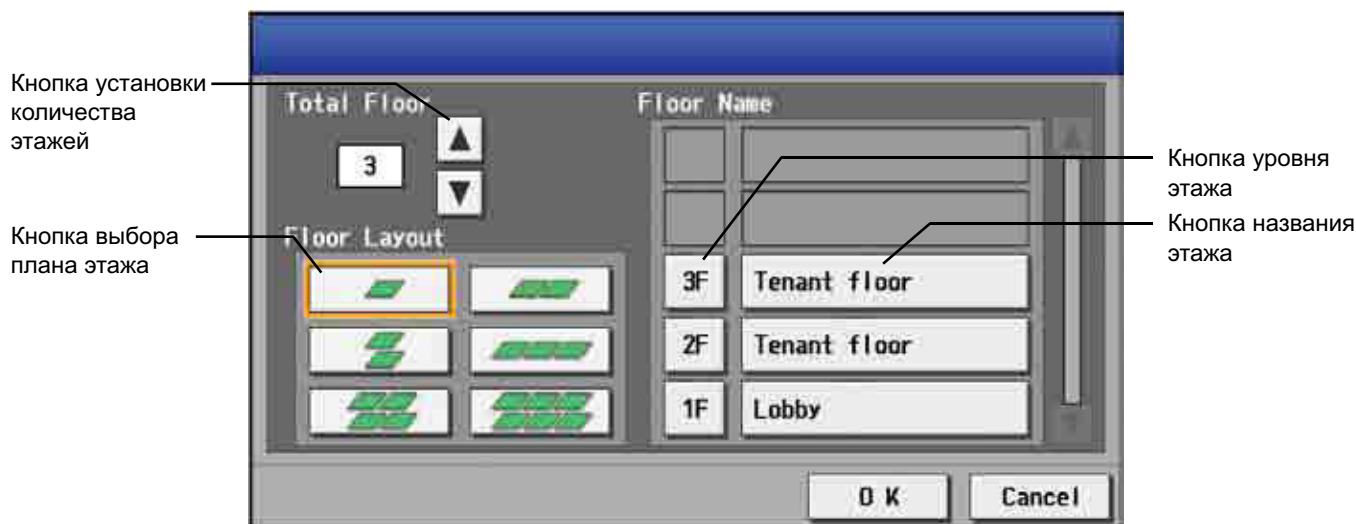 Кнопка установки
количества
этажей
Total Floor
3
▲
▼
Кнопка выбора
плана этажа
Floor Layout
Floor Name
3F Tenant floor
2F Tenant floor
1F Lobby
Кнопка уровня
этажа
Кнопка названия
этажа
O K
Cancel